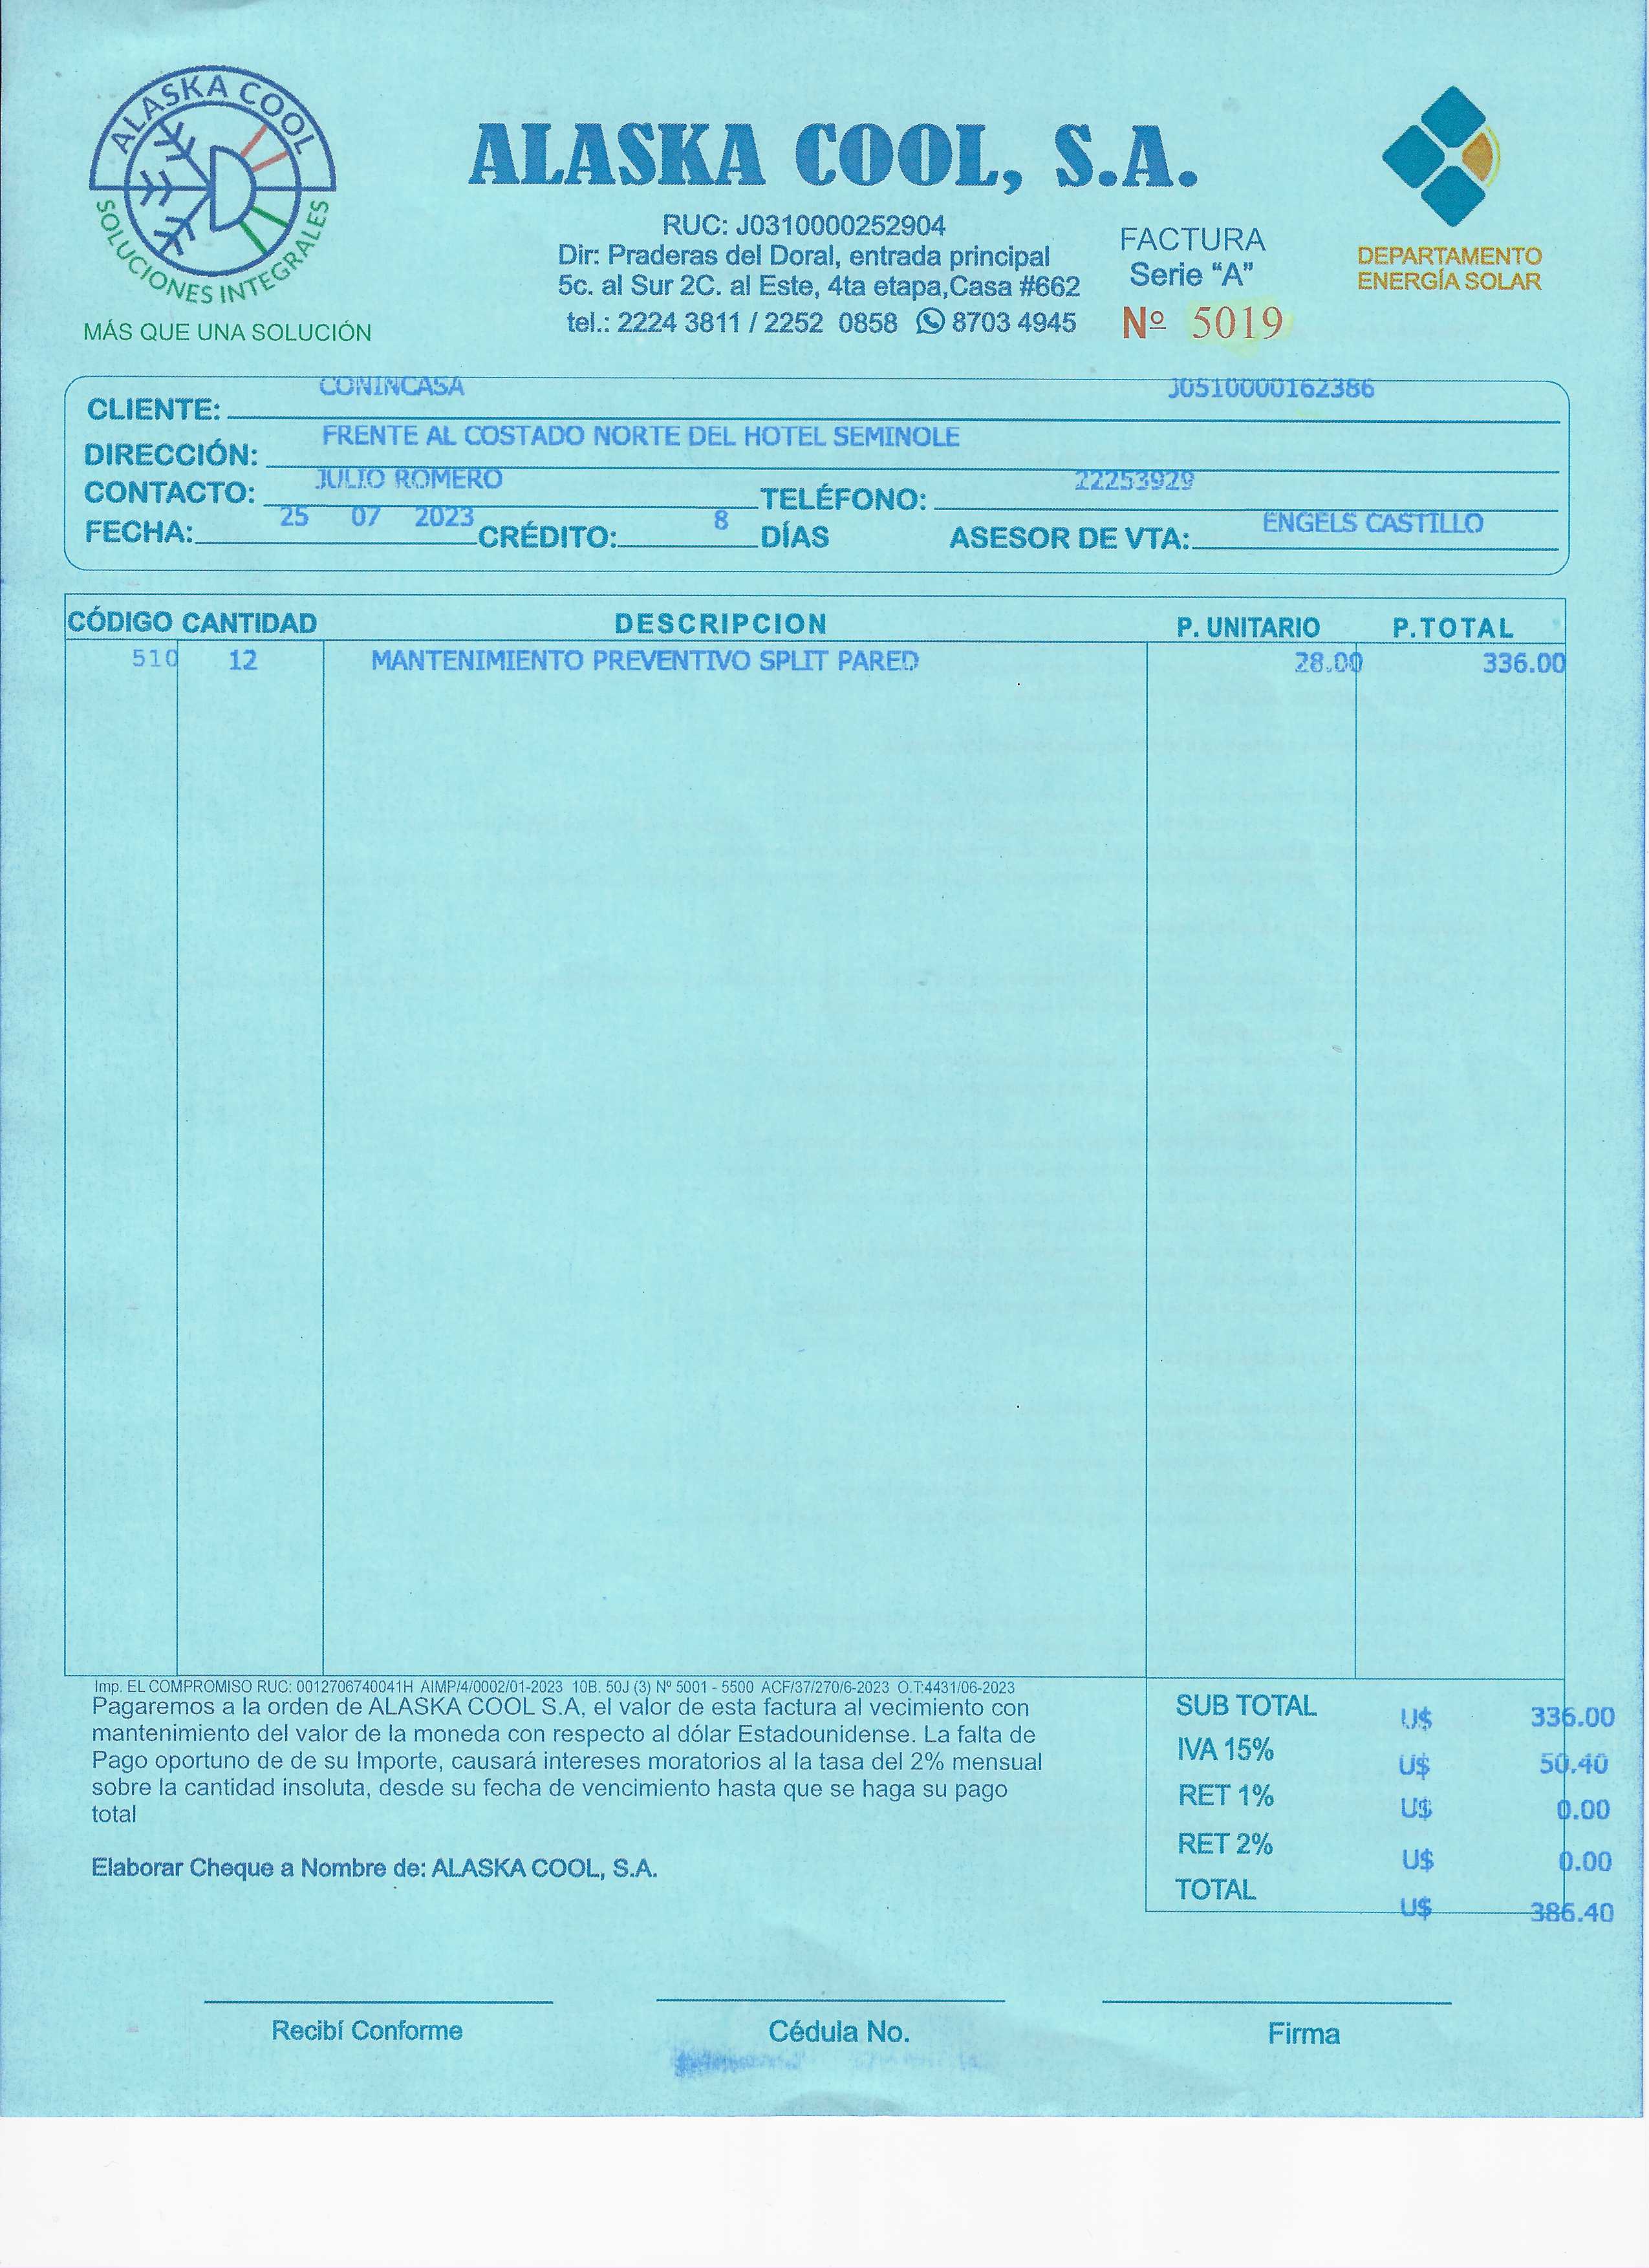 ALASKA COOL
SOLUCIONES INTEGRALES
MÁS QUE UNA SOLUCIÓN
ALASKA COOL, S.A.
RUC: J0310000252904
Dir: Praderas del Doral, entrada principal
5c. al Sur 2C. al Este, 4ta etapa,Casa #662
tel.: 2224 3811 / 2252 0858 8703 4945
FACTURA
Serie “A”
Nº 5019
DEPARTAMENTO
ENERGÍA SOLAR
CLIENTE: CONINCASA J0510000162386
DIRECCIÓN: FRENTE AL COSTADO NORTE DEL HOTEL SEMINOLE
CONTACTO: JULIO ROMERO TELÉFONO: 22253929
FECHA: 25 07 2023 CRÉDITO: 8 DÍAS ASESOR DE VTA: ENGELS CASTILLO
CÓDIGO CANTIDAD DESCRIPCION P. UNITARIO P.TOTAL
510 12 MANTENIMIENTO PREVENTIVO SPLIT PARED 28.00 336.00
Imp. EL COMPROMISO RUC: 0012706740041H AIMP/4/0002/01-2023 10B. 50J (3) Nº 5001 - 5500 ACF/37/270/6-2023 O.T:4431/06-2023
Pagaremos a la orden de ALASKA COOL S.A, el valor de esta factura al vecimiento con
mantenimiento del valor de la moneda con respecto al dólar Estadounidense. La falta de
Pago oportuno de de su Importe, causará intereses moratorios al la tasa del 2% mensual
sobre la cantidad insoluta, desde su fecha de vencimiento hasta que se haga su pago
total
Elaborar Cheque a Nombre de: ALASKA COOL, S.A.
SUB TOTAL U$ 336.00
IVA 15% U$ 50.40
RET 1% U$ 0.00
RET 2% U$ 0.00
TOTAL U$ 386.40
Recibí Conforme Cédula No. Firma